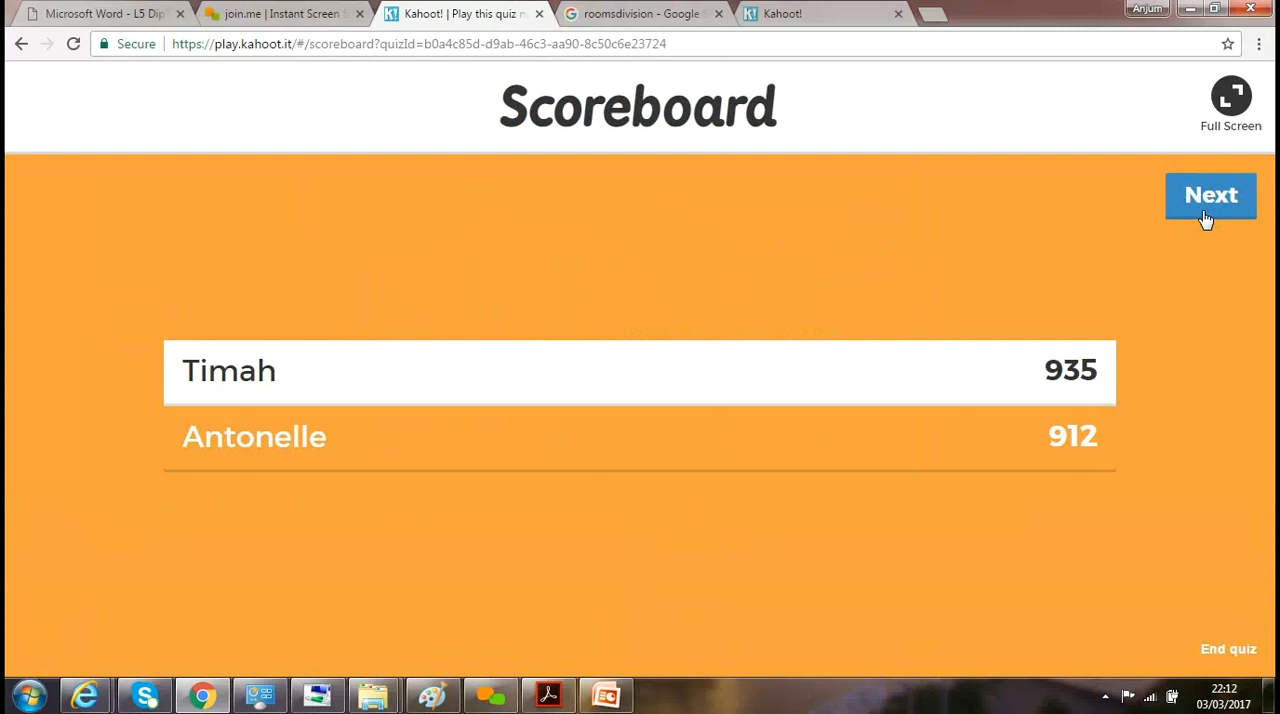 Microsoft Word - L5 Dip
join.me | Instant Screen S
Kahoot! | Play this quiz n
roomsdivision - Google S
Kahoot!
Anjum
Secure
https://play.kahoot.it/#/scoreboard?quizId=b0a4c85d-d9ab-46c3-aa90-8c50c6e23724
Scoreboard
Full Screen
Next
Timah 935
Antonelle 912
End quiz
22:12
03/03/2017